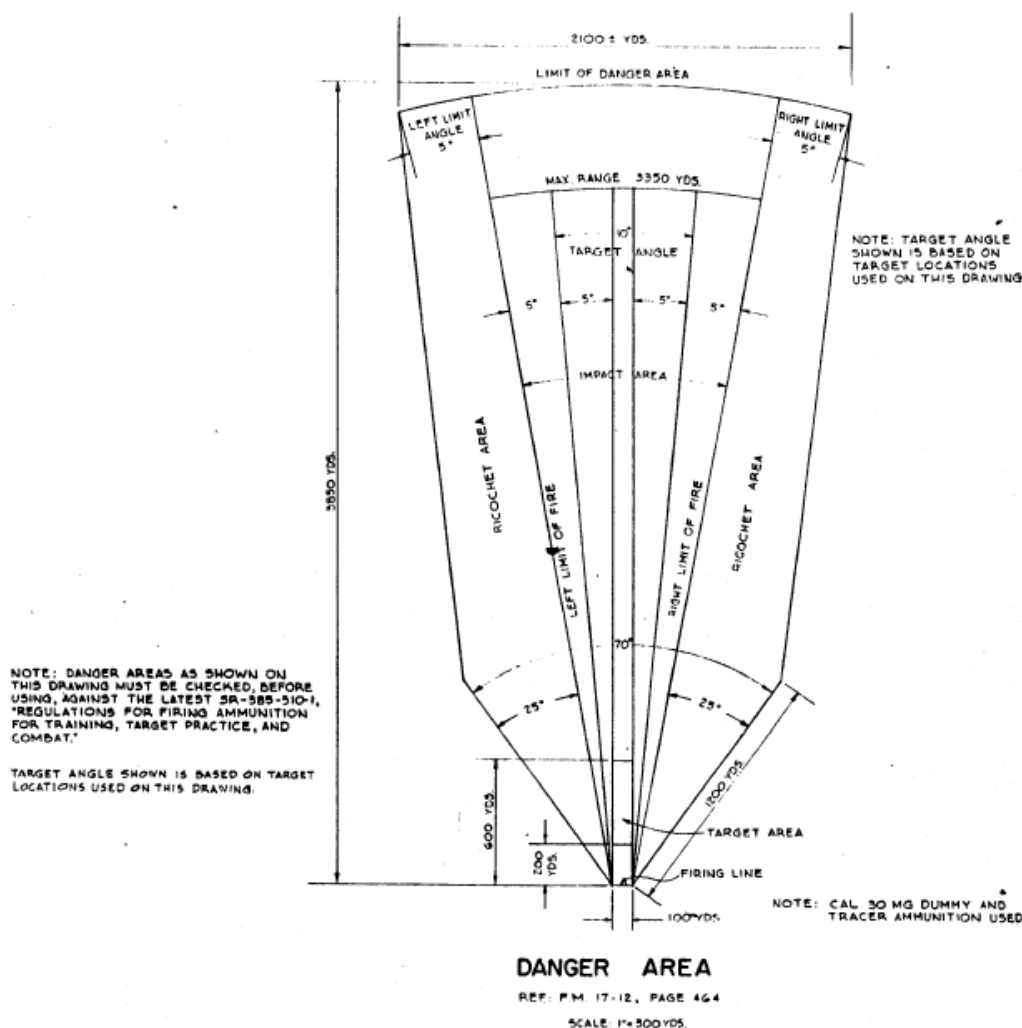 2100 ± YDS.
LIMIT OF DANGER AREA
LEFT LIMIT
ANGLE
5°
RIGHT LIMIT
ANGLE
5°
MAX. RANGE 3350 YDS.
10°
TARGET ANGLE
5°
5°
5°
5°
NOTE: TARGET ANGLE
SHOWN IS BASED ON
TARGET LOCATIONS
USED ON THIS DRAWING
IMPACT AREA
3850 YDS.
RICOCHET AREA
LEFT LIMIT OF FIRE
RIGHT LIMIT OF FIRE
RICOCHET AREA
70°
NOTE: DANGER AREAS AS SHOWN ON
THIS DRAWING MUST BE CHECKED, BEFORE
USING, AGAINST THE LATEST SR-385-310-1,
"REGULATIONS FOR FIRING AMMUNITION
FOR TRAINING, TARGET PRACTICE, AND
COMBAT."
25°
25°
TARGET ANGLE SHOWN IS BASED ON TARGET
LOCATIONS USED ON THIS DRAWING.
1200 YDS.
600 YDS.
TARGET AREA
200
YDS.
FIRING LINE
100 YDS.
NOTE: CAL 30 MG DUMMY AND
TRACER AMMUNITION USED
DANGER AREA
REF: F.M. 17-12, PAGE 464
SCALE: 1"=500YDS.